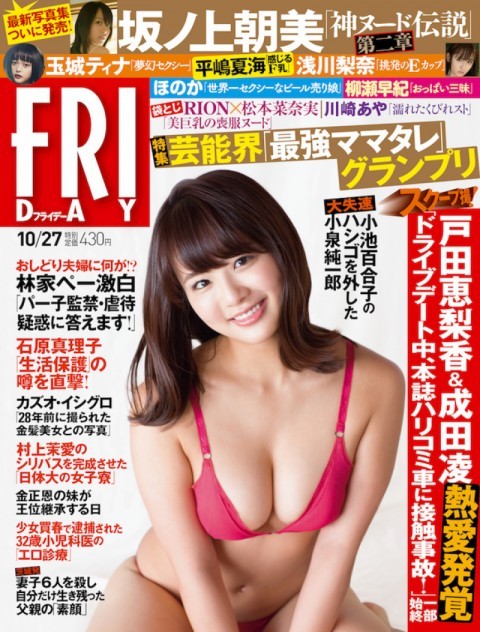 最新写真集
ついに発売!
坂ノ上朝美「神ヌード伝説」
第二章
玉城ティナ「夢幻セクシー」
平嶋夏海「感じるF乳」
浅川梨奈「挑発のEカップ」
ほのか「世界一セクシーなビール売り娘」
柳瀬早紀「おっぱい三昧」
袋とじ RION×松本菜奈実
「美巨乳の喪服ヌード」
川崎あや「濡れたくびれスト」
特集 芸能界「最強ママタレ」
グランプリ
FRI
DAY
フライデー
10/27 特別定価430円
スクープ撮!
戸田恵梨香&成田凌 熱愛発覚
「ドライブデート中、本誌ハリコミ車に接触事故!」一部始終
大失速
小池百合子の
ハシゴを外した
小泉純一郎
おしどり夫婦に何が!?
林家ペー激白
「パー子監禁・虐待
疑惑に答えます!」
石原真理子
「生活保護」の
噂を直撃!
カズオ・イシグロ
「28年前に撮られた
金髪美女との写真」
村上茉愛の
シリバスを完成させた
「日体大の女子寮」
金正恩の妹が
王位継承する日
少女買春で逮捕された
32歳小児科医の
「エロ診療」
茨城発
妻子6人を殺し
自分だけ生き残った
父親の「素顔」